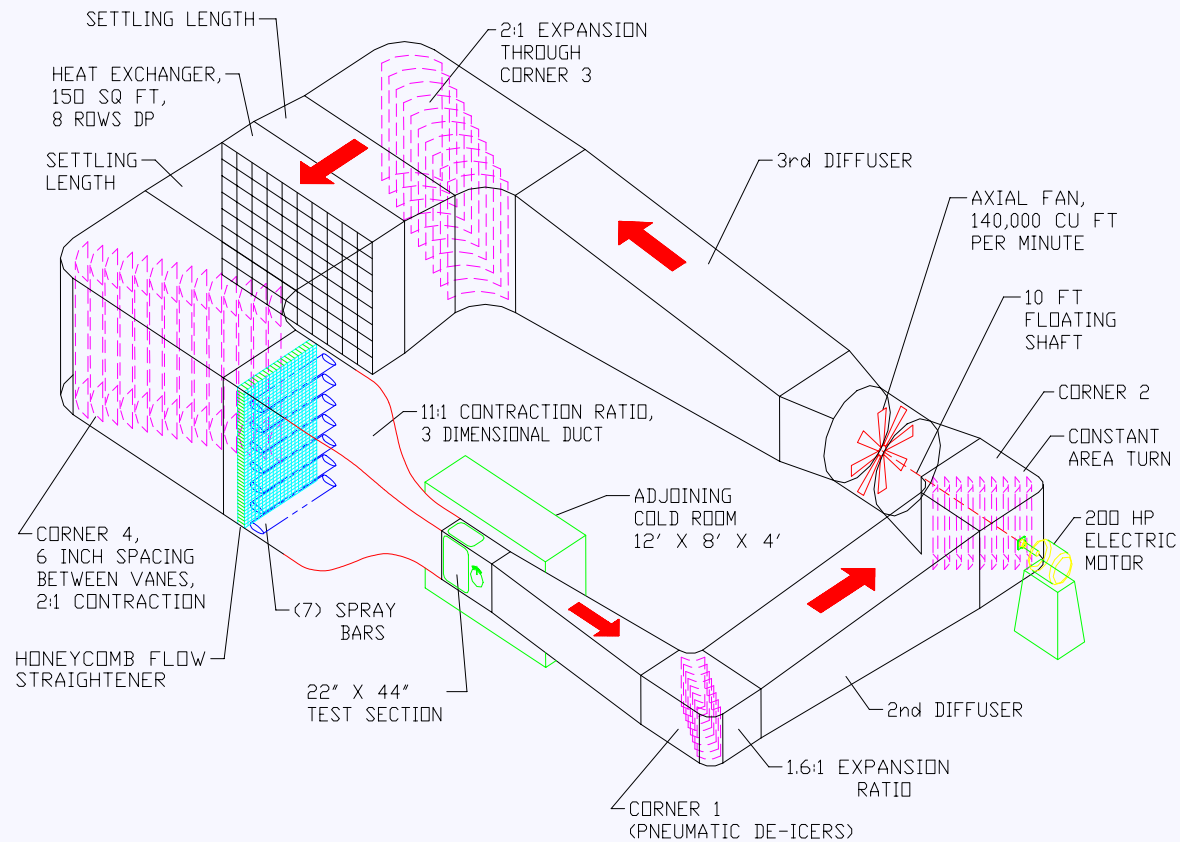 SETTLING LENGTH
2:1 EXPANSION
THROUGH
CORNER 3
HEAT EXCHANGER,
150 SQ FT,
8 ROWS DP
SETTLING
LENGTH
3rd DIFFUSER
AXIAL FAN,
140,000 CU FT
PER MINUTE
10 FT
FLOATING
SHAFT
CORNER 2
CONSTANT
AREA TURN
11:1 CONTRACTION RATIO,
3 DIMENSIONAL DUCT
ADJOINING
COLD ROOM
12' X 8' X 4'
200 HP
ELECTRIC
MOTOR
CORNER 4,
6 INCH SPACING
BETWEEN VANES,
2:1 CONTRACTION
(7) SPRAY
BARS
HONEYCOMB FLOW
STRAIGHTENER
22" X 44"
TEST SECTION
2nd DIFFUSER
1.6:1 EXPANSION
RATIO
CORNER 1
(PNEUMATIC DE-ICERS)